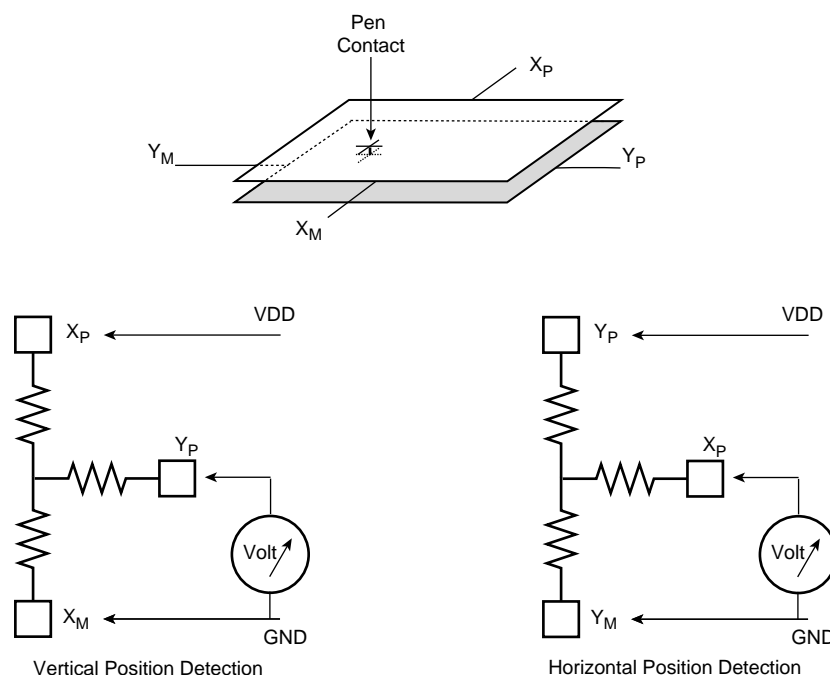 Pen
Contact
XP
YM
YP
XM
XP
VDD
YP
VDD
YP
XP
Volt
Volt
XM
GND
YM
GND
Vertical Position Detection
Horizontal Position Detection